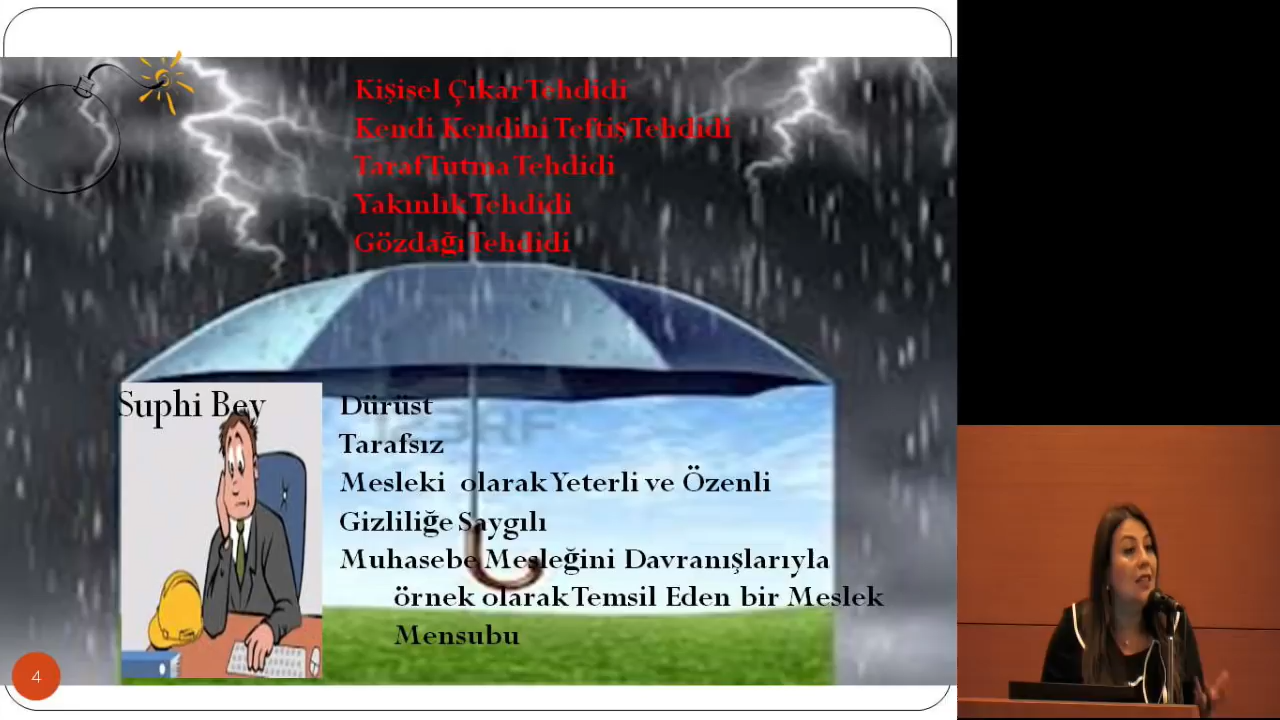 Kişisel Çıkar Tehdidi
Kendi Kendini Teftiş Tehdidi
Taraf Tutma Tehdidi
Yakınlık Tehdidi
Gözdağı Tehdidi
Suphi Bey
Dürüst
Tarafsız
Mesleki olarak Yeterli ve Özenli
Gizliliğe Saygılı
Muhasebe Mesleğini Davranışlarıyla
örnek olarak Temsil Eden bir Meslek
Mensubu
4